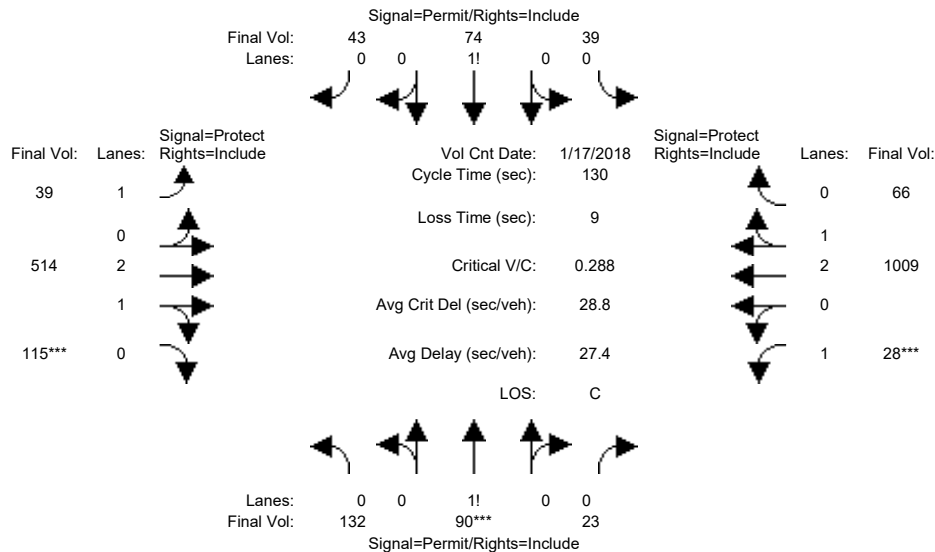 Signal=Permit/Rights=Include
Final Vol: 43 74 39
Lanes: 0 0 1! 0 0
Signal=Protect Signal=Protect
Final Vol: Lanes: Rights=Include Vol Cnt Date: 1/17/2018 Rights=Include Lanes: Final Vol:
Cycle Time (sec): 130
39 1 0 66
Loss Time (sec): 9
0 1
514 2 Critical V/C: 0.288 2 1009
1 Avg Crit Del (sec/veh): 28.8 0
115*** 0 Avg Delay (sec/veh): 27.4 1 28***
LOS: C
Lanes: 0 0 1! 0 0
Final Vol: 132 90*** 23
Signal=Permit/Rights=Include